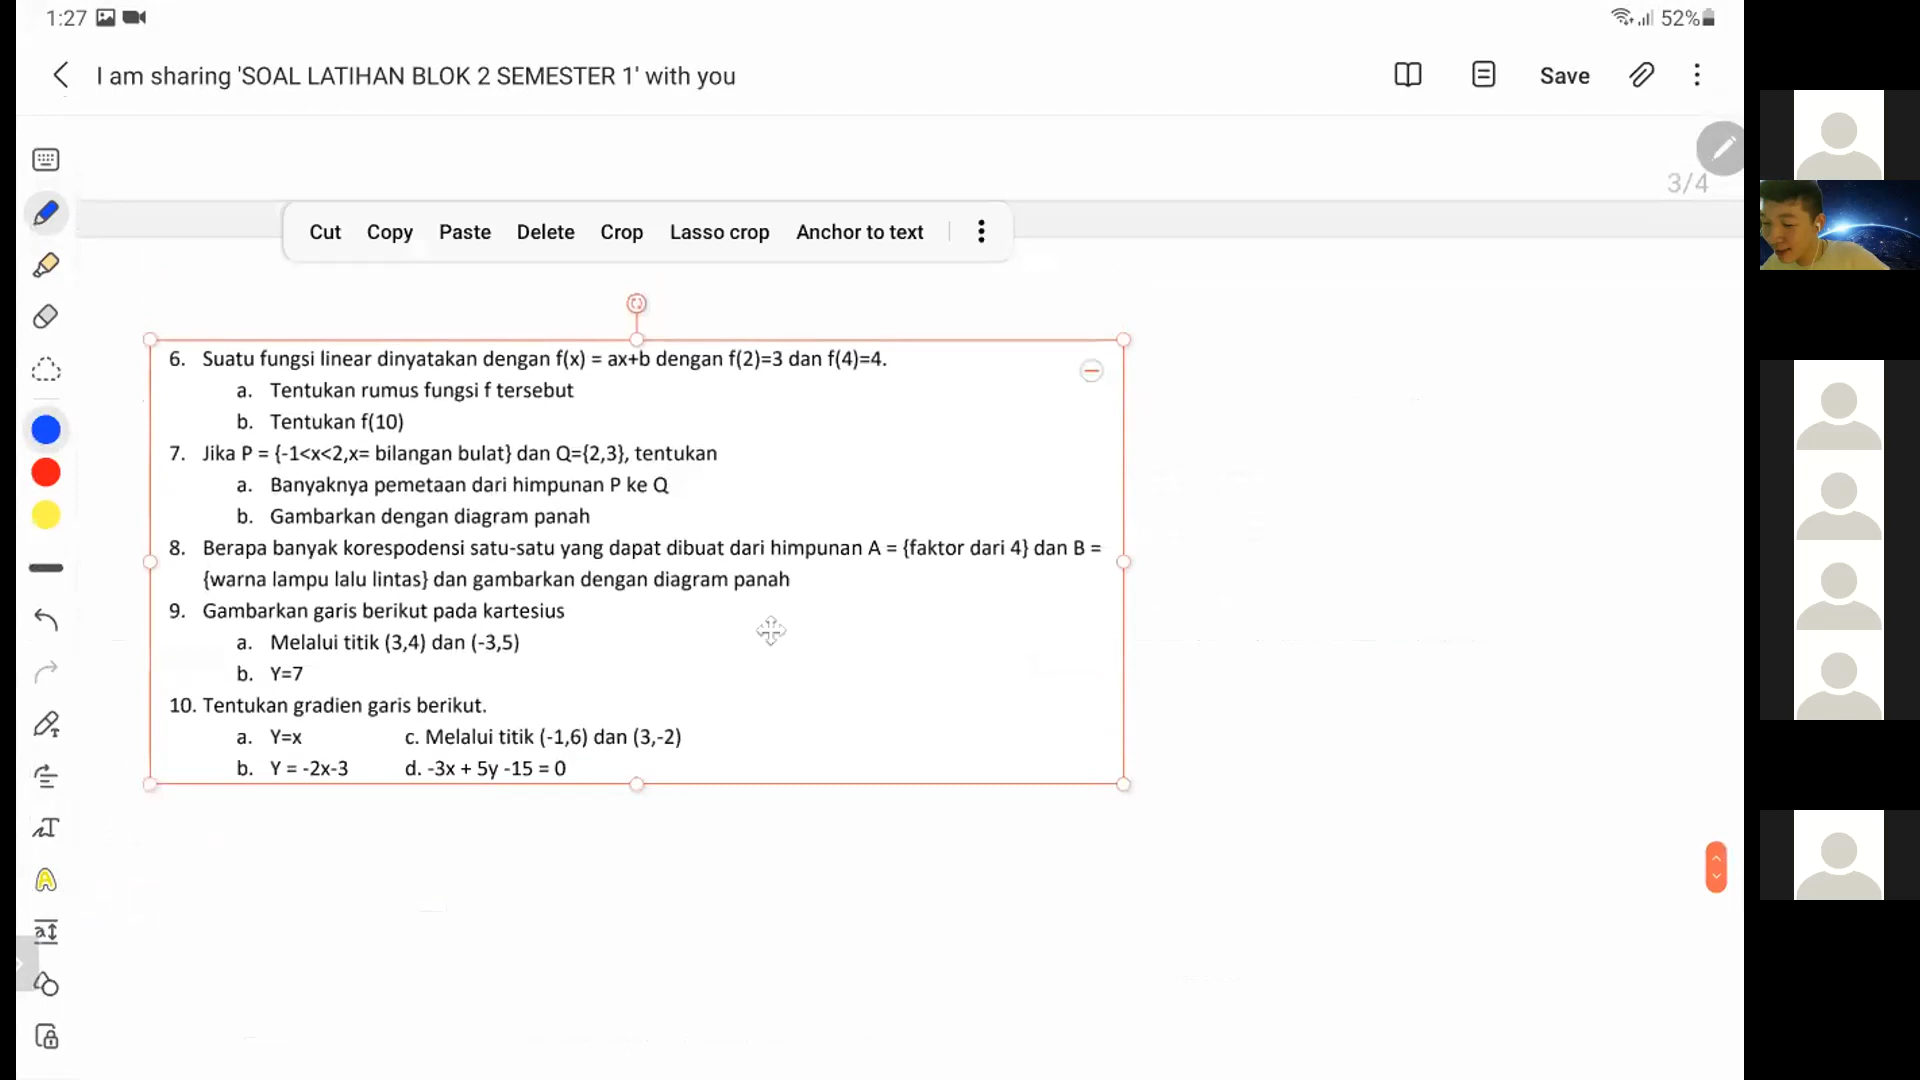 1:27
52%
I am sharing 'SOAL LATIHAN BLOK 2 SEMESTER 1' with you
Save
3/4
Cut Copy Paste Delete Crop Lasso crop Anchor to text
6. Suatu fungsi linear dinyatakan dengan f(x) = ax+b dengan f(2)=3 dan f(4)=4.
a. Tentukan rumus fungsi f tersebut
b. Tentukan f(10)
7. Jika P = {-1<x<2,x= bilangan bulat} dan Q={2,3}, tentukan
a. Banyaknya pemetaan dari himpunan P ke Q
b. Gambarkan dengan diagram panah
8. Berapa banyak korespodensi satu-satu yang dapat dibuat dari himpunan A = {faktor dari 4} dan B =
{warna lampu lalu lintas} dan gambarkan dengan diagram panah
9. Gambarkan garis berikut pada kartesius
a. Melalui titik (3,4) dan (-3,5)
b. Y=7
10. Tentukan gradien garis berikut.
a. Y=x c. Melalui titik (-1,6) dan (3,-2)
b. Y = -2x-3 d. -3x + 5y -15 = 0